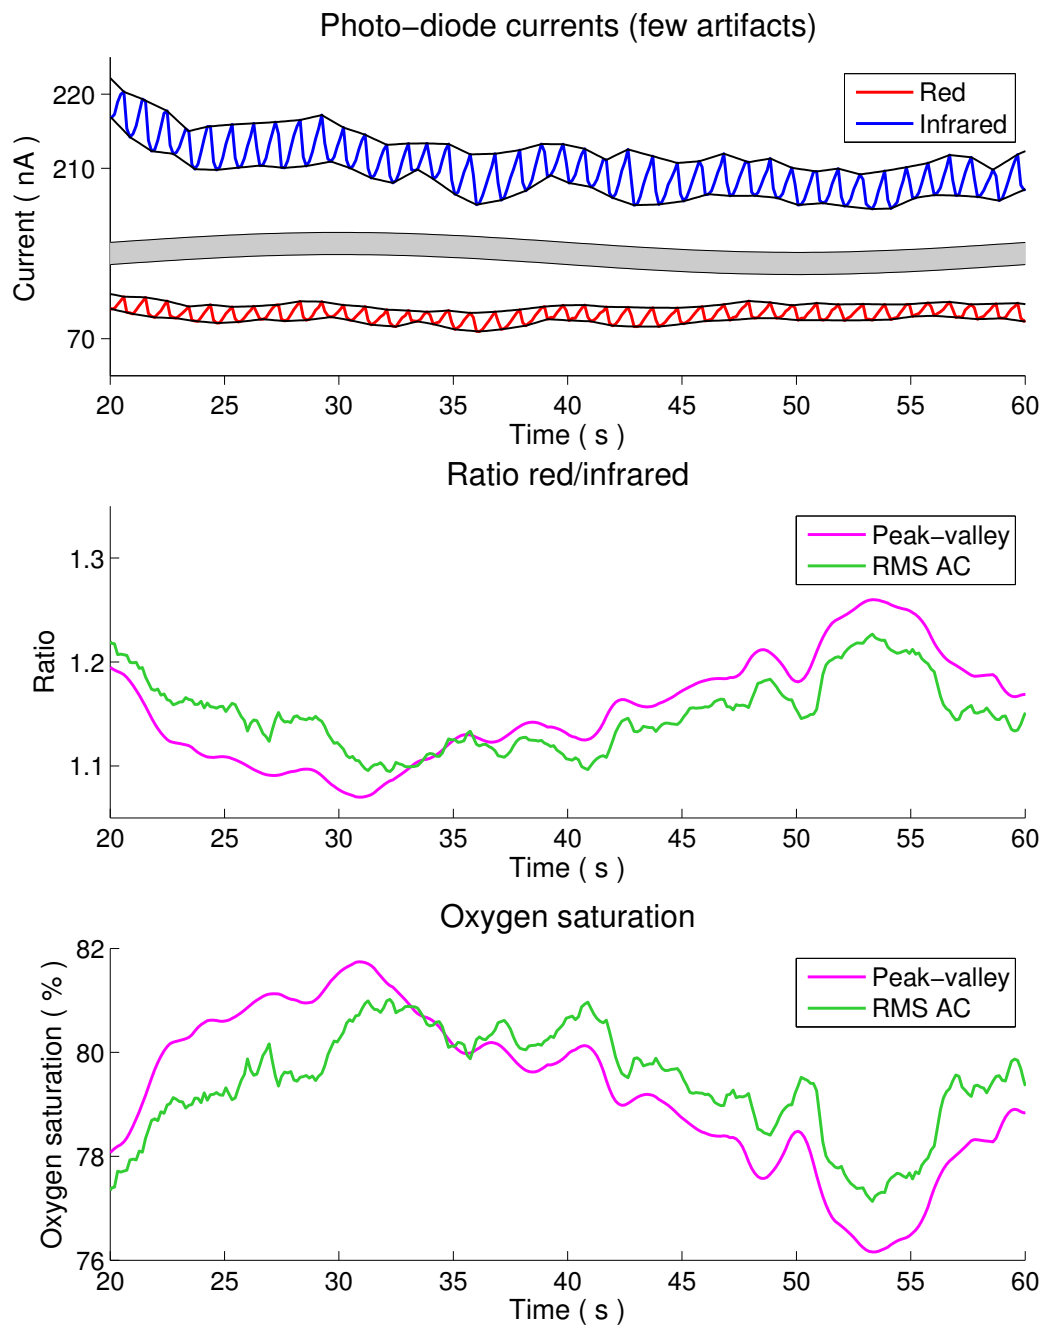 Photo−diode currents (few artifacts)
Current ( nA )
220
210
70
Red
Infrared
20 25 30 35 40 45 50 55 60
Time ( s )
Ratio red/infrared
Ratio
1.3
1.2
1.1
Peak−valley
RMS AC
20 25 30 35 40 45 50 55 60
Time ( s )
Oxygen saturation
Oxygen saturation ( % )
82
80
78
76
Peak−valley
RMS AC
20 25 30 35 40 45 50 55 60
Time ( s )